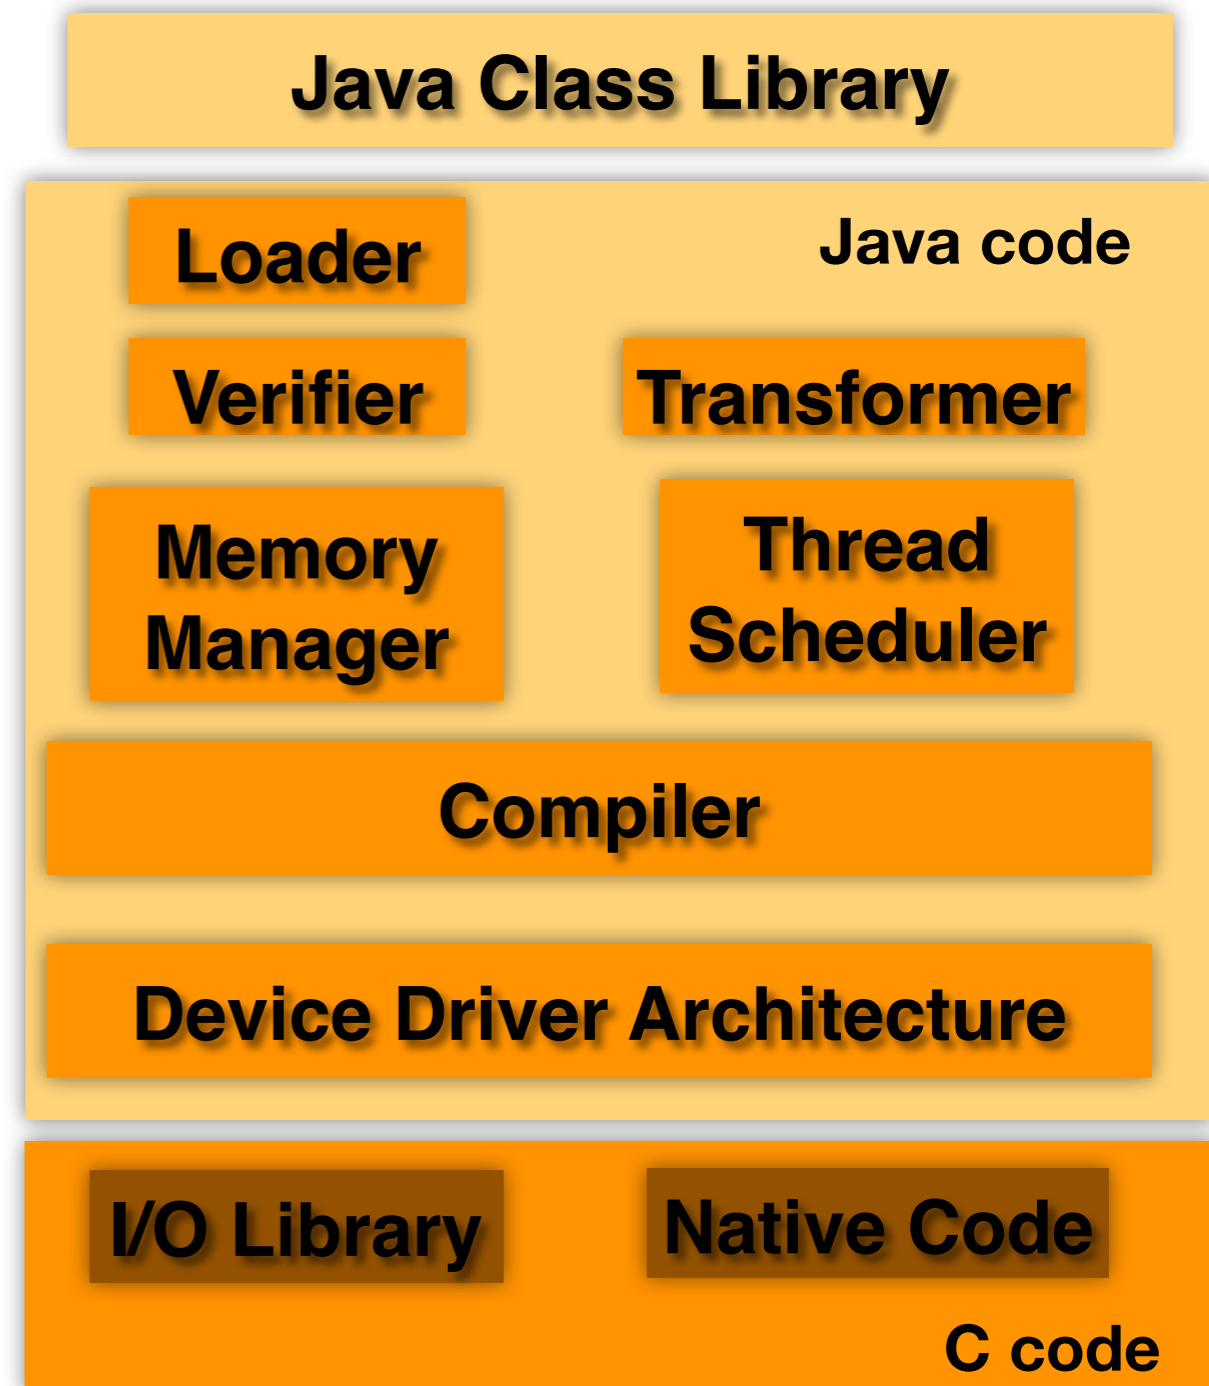 Java Class Library
Loader
Java code
Verifier
Transformer
Memory
Manager
Thread
Scheduler
Compiler
Device Driver Architecture
I/O Library
Native Code
C code